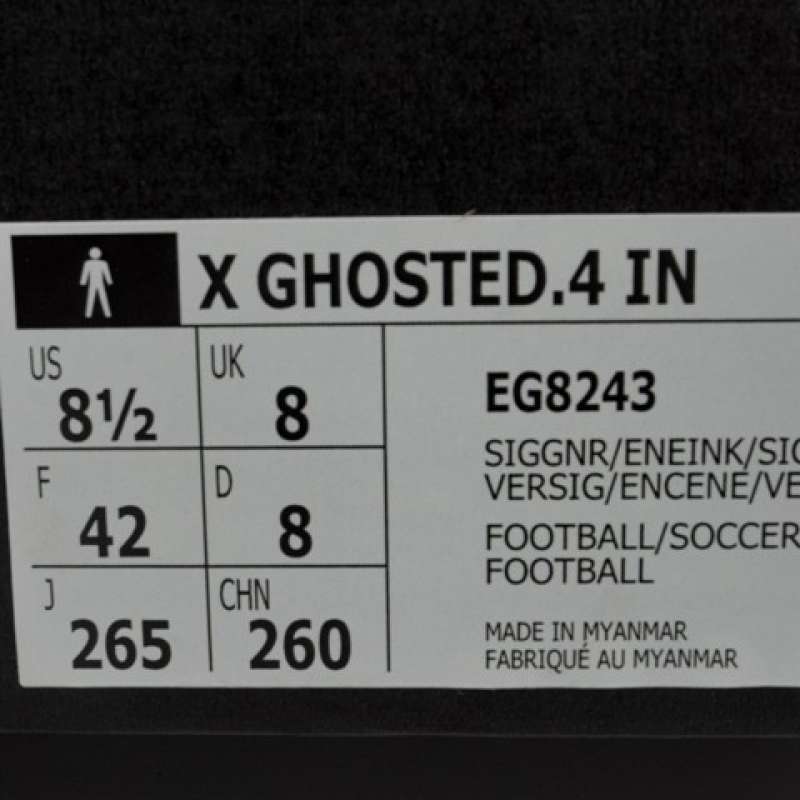 X GHOSTED.4 IN
US
8½
UK
8
F
42
D
8
J
265
CHN
260
EG8243
SIGGNR/ENEINK/SIG
VERSIG/ENCENE/VE
FOOTBALL/SOCCER
FOOTBALL
MADE IN MYANMAR
FABRIQUÉ AU MYANMAR